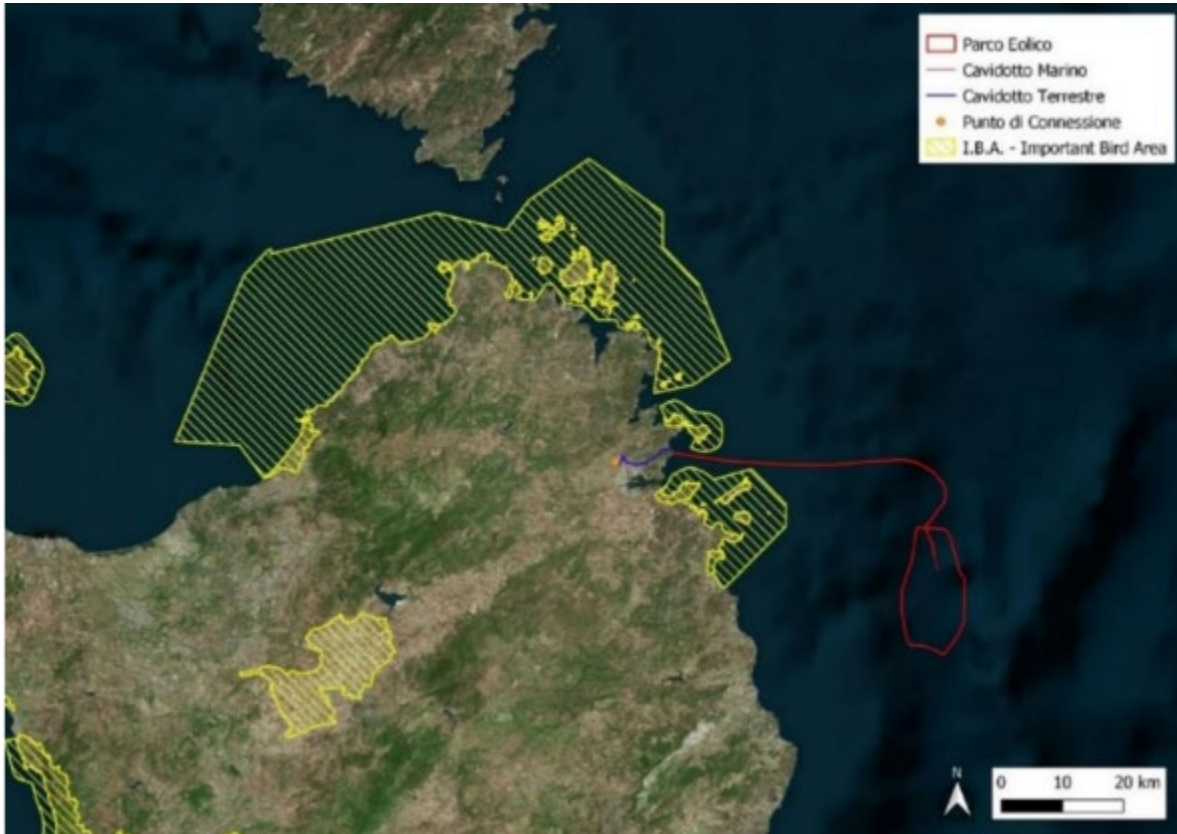 Parco Eolico
Cavidotto Marino
Cavidotto Terrestre
Punto di Connessione
I.B.A. - Important Bird Area
N
0 10 20 km